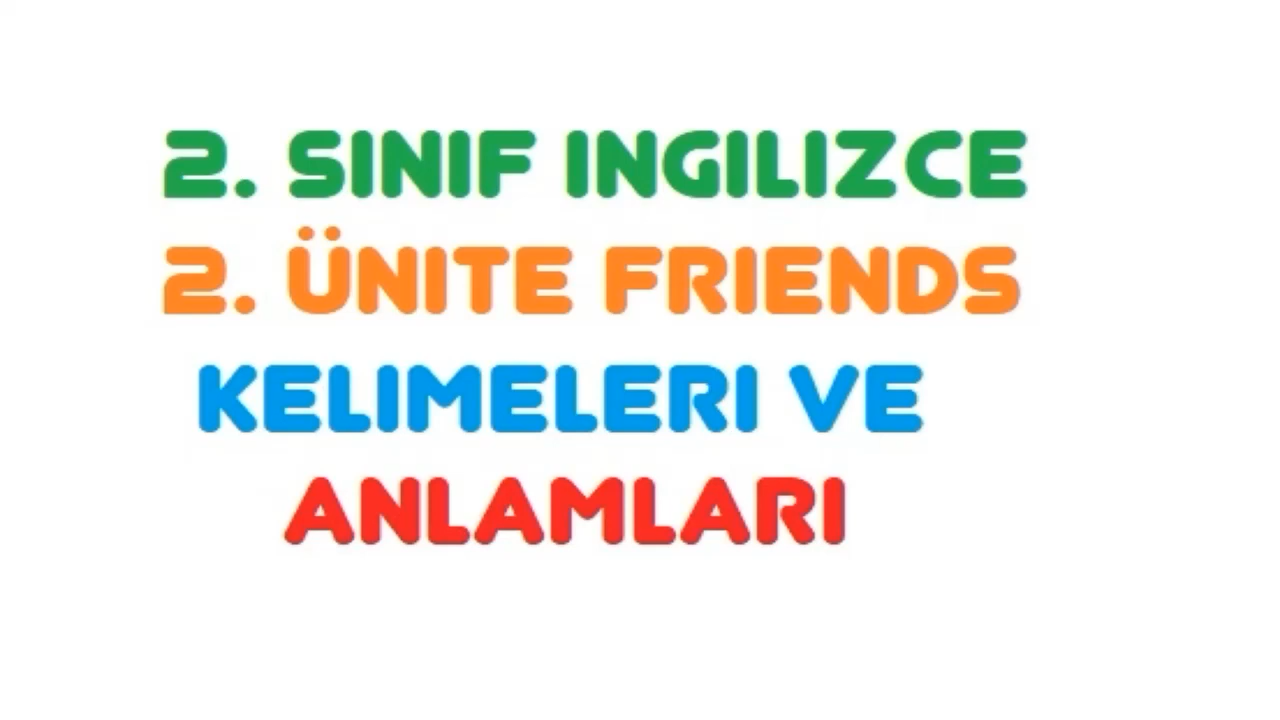 2. SINIF INGILIZCE
2. ÜNITE FRIENDS
KELIMELERI VE
ANLAMLARI